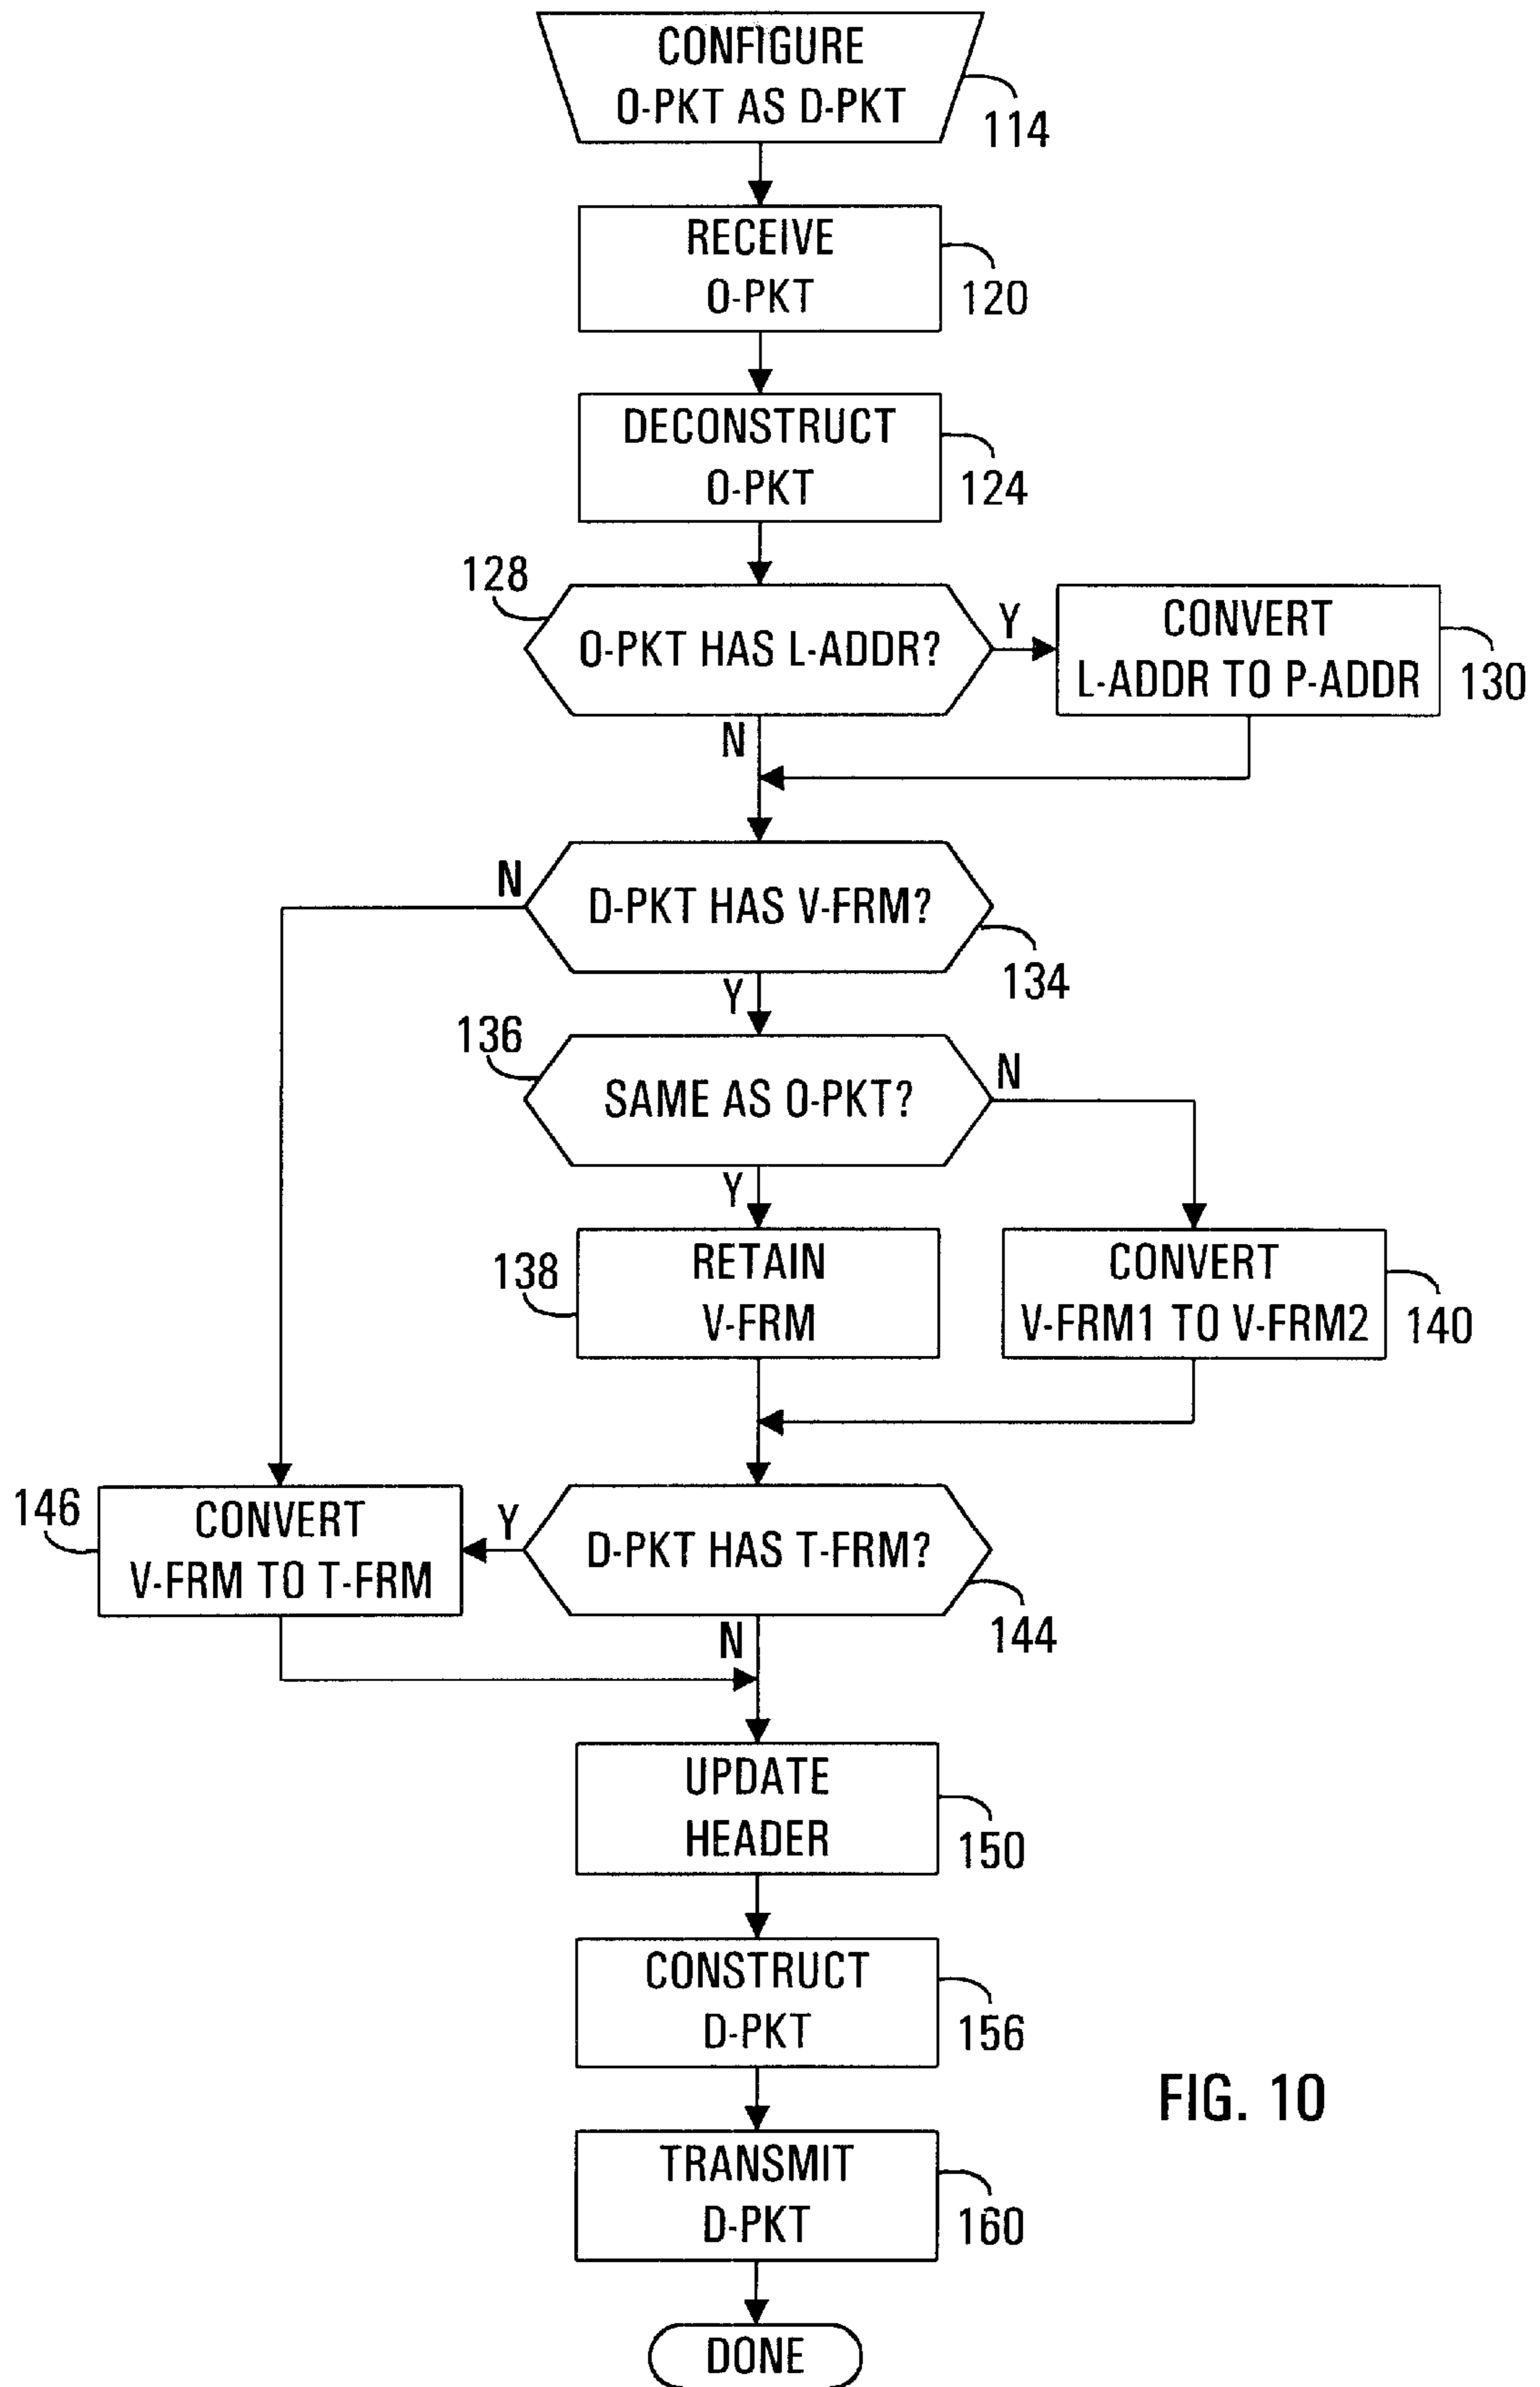 CONFIGURE
O-PKT AS D-PKT
114
RECEIVE
O-PKT
120
DECONSTRUCT
O-PKT
124
128
O-PKT HAS L-ADDR?
Y
CONVERT
L-ADDR TO P-ADDR
130
N
N
D-PKT HAS V-FRM?
134
Y
136
SAME AS O-PKT?
N
Y
138
RETAIN
V-FRM
CONVERT
V-FRM1 TO V-FRM2
140
146
CONVERT
V-FRM TO T-FRM
Y
D-PKT HAS T-FRM?
144
N
UPDATE
HEADER
150
CONSTRUCT
D-PKT
156
FIG. 10
TRANSMIT
D-PKT
160
DONE